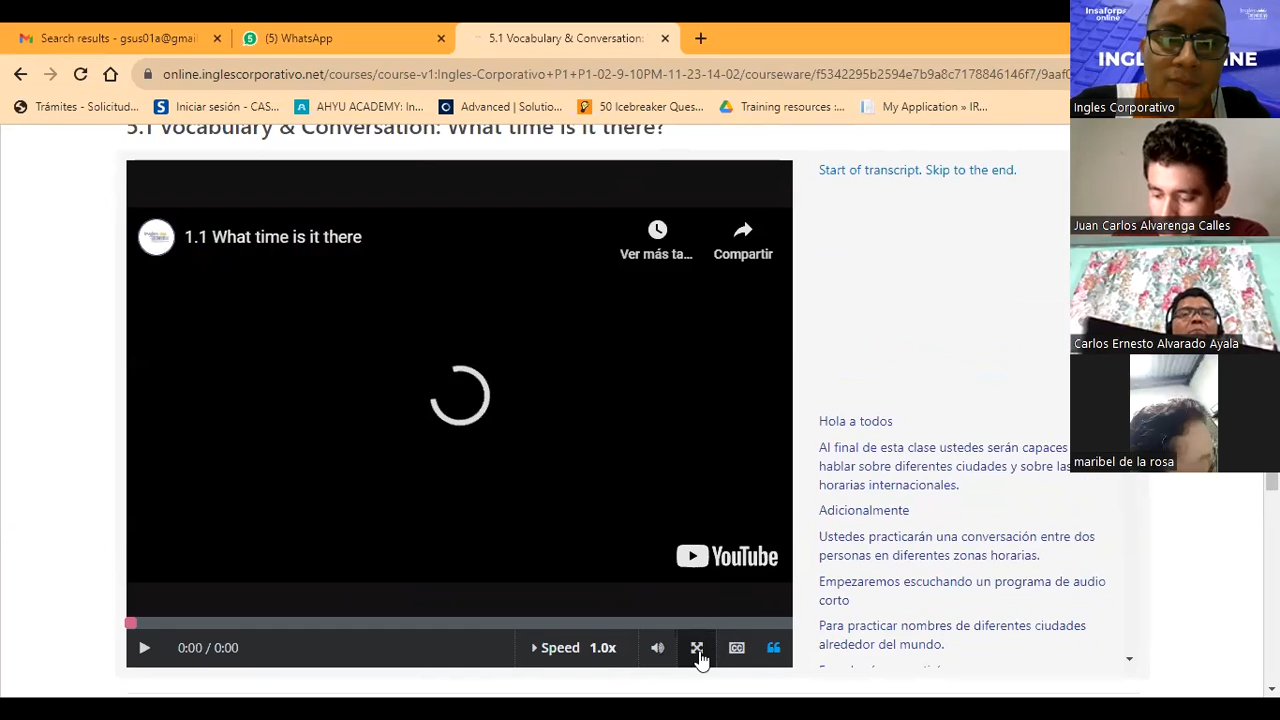 Search results - gsus01a@gmai
(5) WhatsApp
5.1 Vocabulary & Conversation:
online.inglescorporativo.net/courses/course-v1:Ingles-Corporativo+P1+P1-02-9-10PM-11-23-14-02/courseware/f5342295b2594e7b9a8c7178846146f7/9aaf0
Trámites - Solicitud...
Iniciar sesión - CAS...
AHYU ACADEMY: In...
Advanced | Solutio...
50 Icebreaker Ques...
Training resources :...
My Application » IR...
5.1 Vocabulary & Conversation: What time is it there?
1.1 What time is it there
Ver más ta...
Compartir
YouTube
0:00 / 0:00
Speed 1.0x
CC
Start of transcript. Skip to the end.
Hola a todos
Al final de esta clase ustedes serán capaces
hablar sobre diferentes ciudades y sobre las
horarias internacionales.
Adicionalmente
Ustedes practicarán una conversación entre dos
personas en diferentes zonas horarias.
Empezaremos escuchando un programa de audio
corto
Para practicar nombres de diferentes ciudades
alrededor del mundo.
Insaforp
online
INGL
ONLINE
Ingles Corporativo
Juan Carlos Alvarenga Calles
Carlos Ernesto Alvarado Ayala
maribel de la rosa